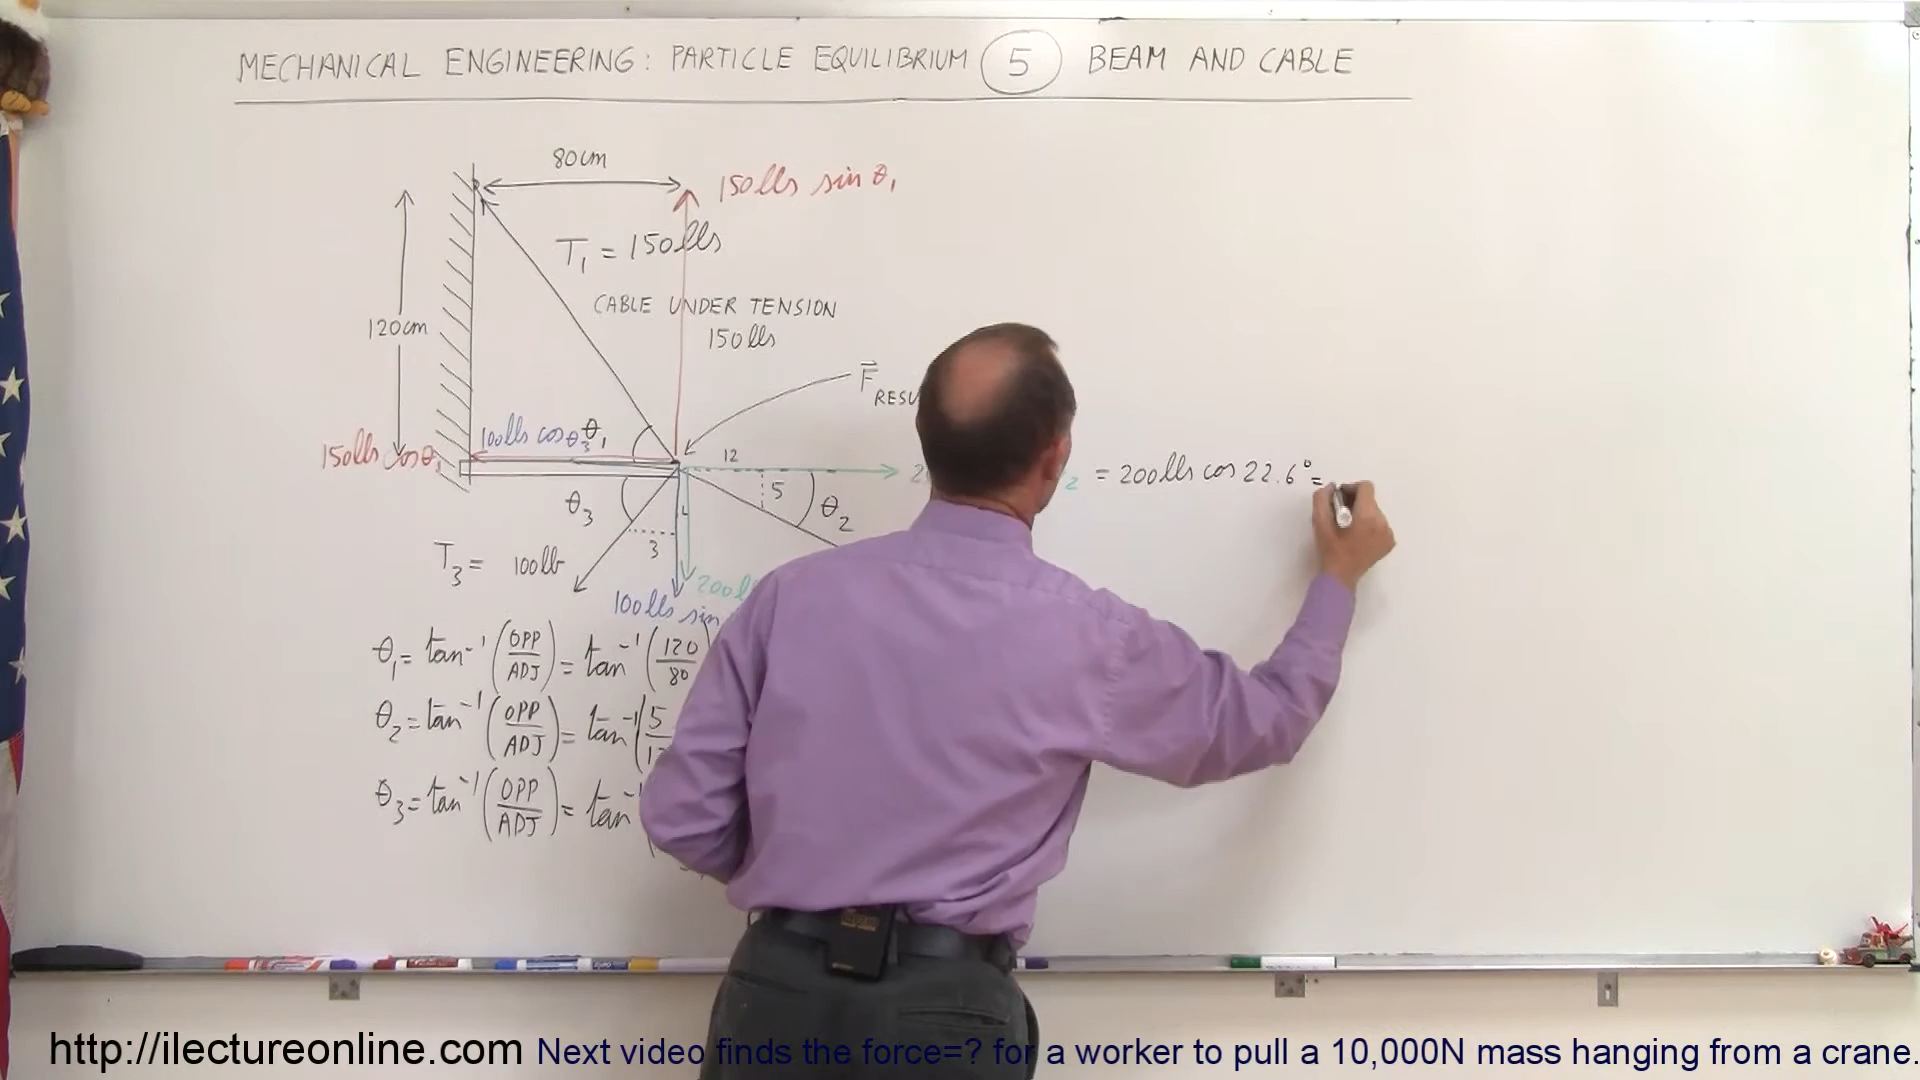 MECHANICAL ENGINEERING: PARTICLE EQUILIBRIUM 5 BEAM AND CABLE
80cm
150lbs sin θ₁
T₁ = 150lbs
CABLE UNDER TENSION
150lbs
120cm
F⃗
100lbs cos θ₃ θ₁
150lbs cos θ₁
12
5
θ₂
= 200lbs cos 22.6° =
θ₃
3
T₃ = 100lb
100lbs sin
θ₁ = tan⁻¹ (OPP/ADJ) = tan⁻¹ (120/80)
θ₂ = tan⁻¹ (OPP/ADJ) = tan⁻¹ (5
θ₃ = tan⁻¹ (OPP/ADJ) = tan⁻¹
http://ilectureonline.com Next video finds the force=? for a worker to pull a 10,000N mass hanging from a crane.